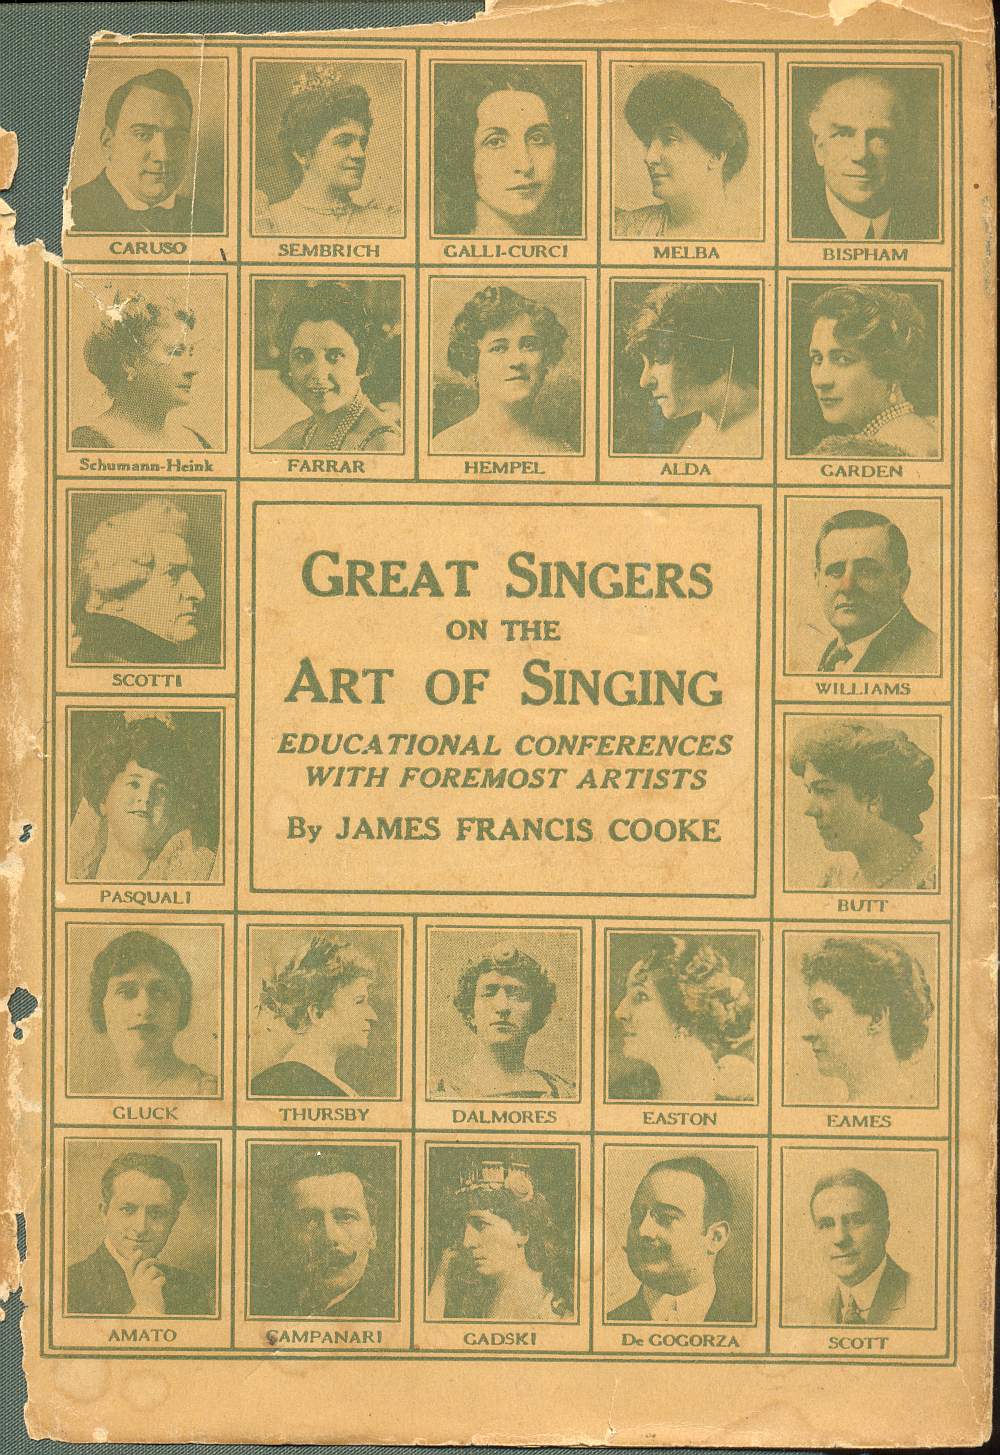 CARUSO
SEMBRICH
GALLI-CURCI
MELBA
BISPHAM
Schumann-Heink
FARRAR
HEMPEL
ALDA
GARDEN
SCOTTI
GREAT SINGERS
ON THE
ART OF SINGING
EDUCATIONAL CONFERENCES
WITH FOREMOST ARTISTS
By JAMES FRANCIS COOKE
WILLIAMS
PASQUALI
BUTT
GLUCK
THURSBY
DALMORES
EASTON
EAMES
AMATO
CAMPANARI
GADSKI
De GOGORZA
SCOTT